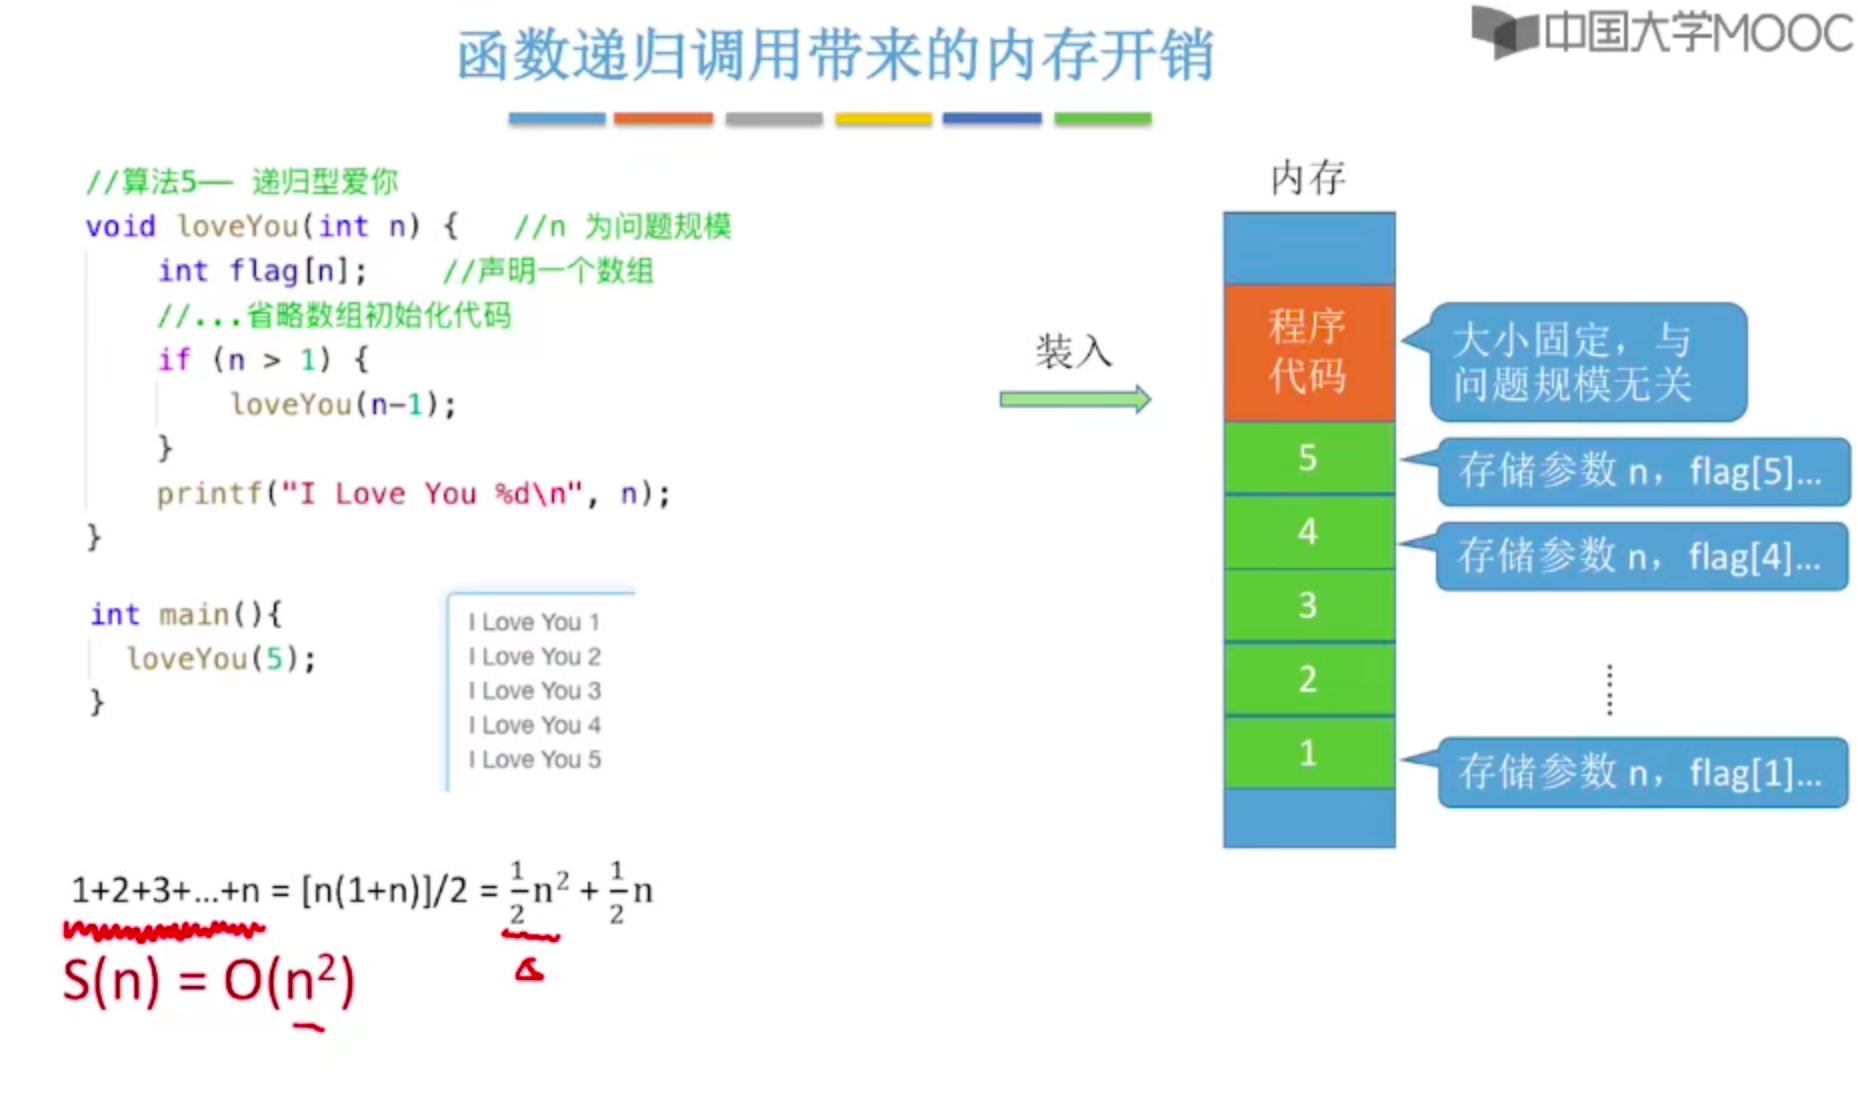 函数递归调用带来的内存开销
中国大学MOOC
//算法5—— 递归型爱你
void loveYou(int n) {    //n 为问题规模
int flag[n];    //声明一个数组
//...省略数组初始化代码
if (n > 1) {
loveYou(n-1);
}
printf("I Love You %d\n", n);
}
int main(){
loveYou(5);
}
I Love You 1
I Love You 2
I Love You 3
I Love You 4
I Love You 5
1+2+3+...+n = [n(1+n)]/2 = 1/2 n² + 1/2 n
S(n) = O(n²)
装入
内存
程序
代码
大小固定，与
问题规模无关
5
存储参数 n，flag[5]...
4
存储参数 n，flag[4]...
3
2
1
存储参数 n，flag[1]...